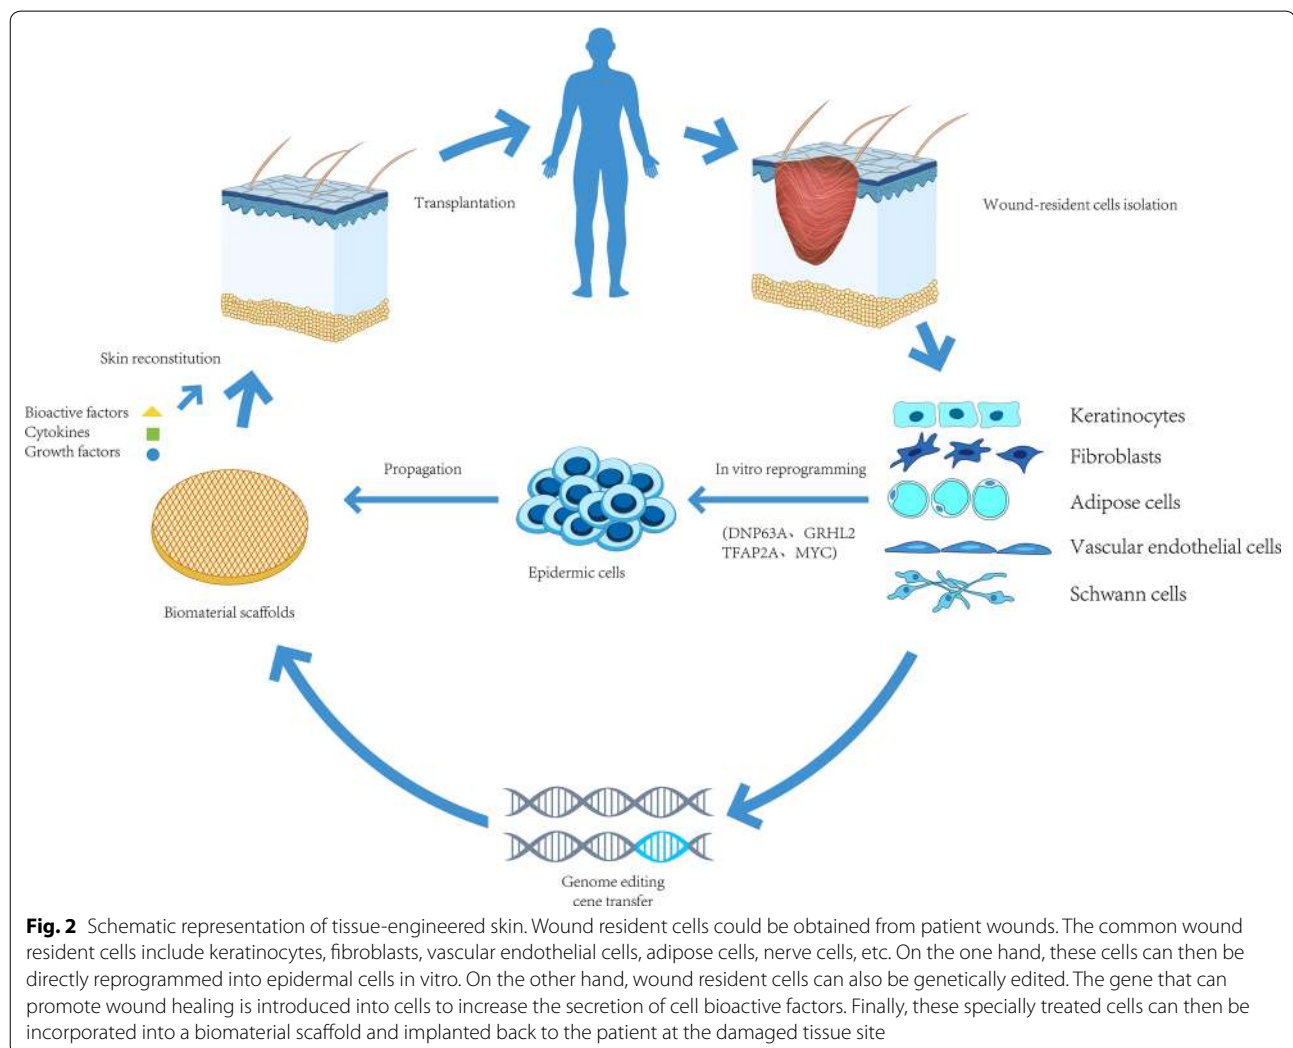 Transplantation
Wound-resident cells isolation
Skin reconstitution
Bioactive factors
Cytokines
Growth factors
Keratinocytes
Fibroblasts
Adipose cells
Vascular endothelial cells
Schwann cells
In vitro reprogramming
(DNP63A、GRHL2
TFAP2A、MYC)
Propagation
Epidermic cells
Biomaterial scaffolds
Genome editing
cene transfer
Fig. 2 Schematic representation of tissue-engineered skin. Wound resident cells could be obtained from patient wounds. The common wound
resident cells include keratinocytes, fibroblasts, vascular endothelial cells, adipose cells, nerve cells, etc. On the one hand, these cells can then be
directly reprogrammed into epidermal cells in vitro. On the other hand, wound resident cells can also be genetically edited. The gene that can
promote wound healing is introduced into cells to increase the secretion of cell bioactive factors. Finally, these specially treated cells can then be
incorporated into a biomaterial scaffold and implanted back to the patient at the damaged tissue site